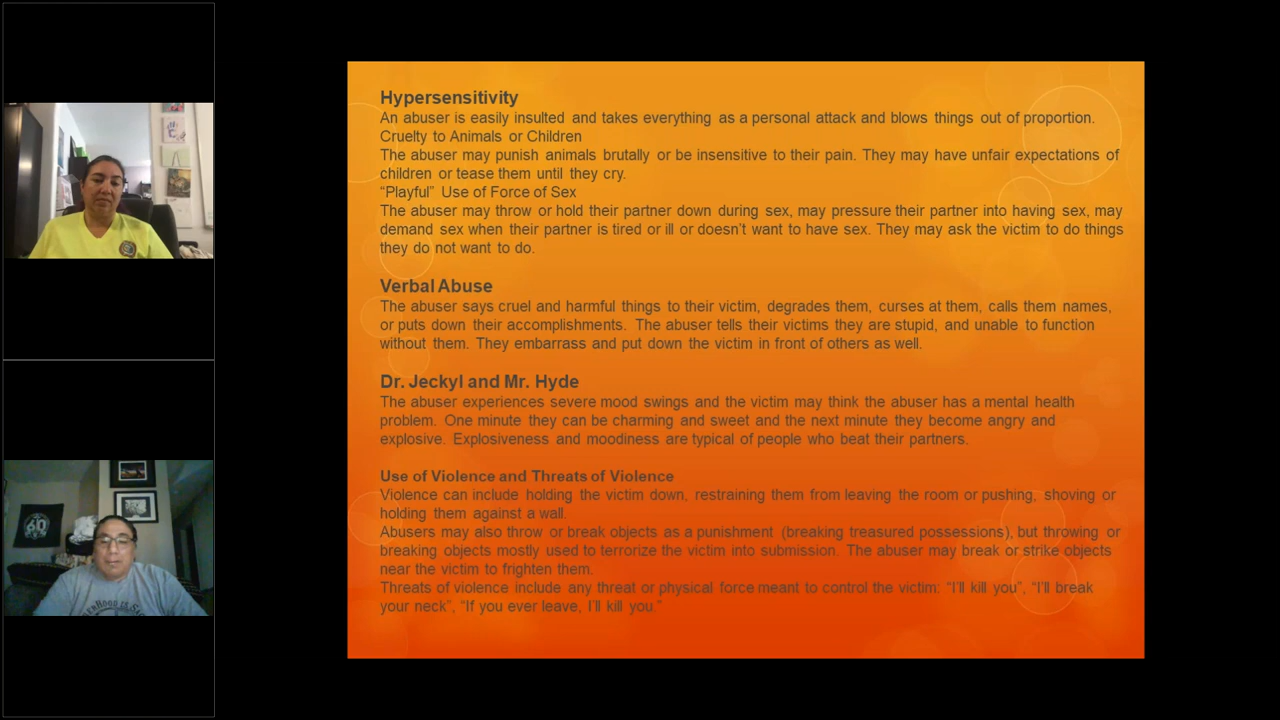 Hypersensitivity
An abuser is easily insulted and takes everything as a personal attack and blows things out of proportion.
Cruelty to Animals or Children
The abuser may punish animals brutally or be insensitive to their pain. They may have unfair expectations of
children or tease them until they cry.
“Playful” Use of Force of Sex
The abuser may throw or hold their partner down during sex, may pressure their partner into having sex, may
demand sex when their partner is tired or ill or doesn’t want to have sex. They may ask the victim to do things
they do not want to do.
Verbal Abuse
The abuser says cruel and harmful things to their victim, degrades them, curses at them, calls them names,
or puts down their accomplishments. The abuser tells their victims they are stupid, and unable to function
without them. They embarrass and put down the victim in front of others as well.
Dr. Jeckyl and Mr. Hyde
The abuser experiences severe mood swings and the victim may think the abuser has a mental health
problem. One minute they can be charming and sweet and the next minute they become angry and
explosive. Explosiveness and moodiness are typical of people who beat their partners.
Use of Violence and Threats of Violence
Violence can include holding the victim down, restraining them from leaving the room or pushing, shoving or
holding them against a wall.
Abusers may also throw or break objects as a punishment (breaking treasured possessions), but throwing or
breaking objects mostly used to terrorize the victim into submission. The abuser may break or strike objects
near the victim to frighten them.
Threats of violence include any threat or physical force meant to control the victim: “I’ll kill you”, “I’ll break
your neck”, “If you ever leave, I’ll kill you.”
60